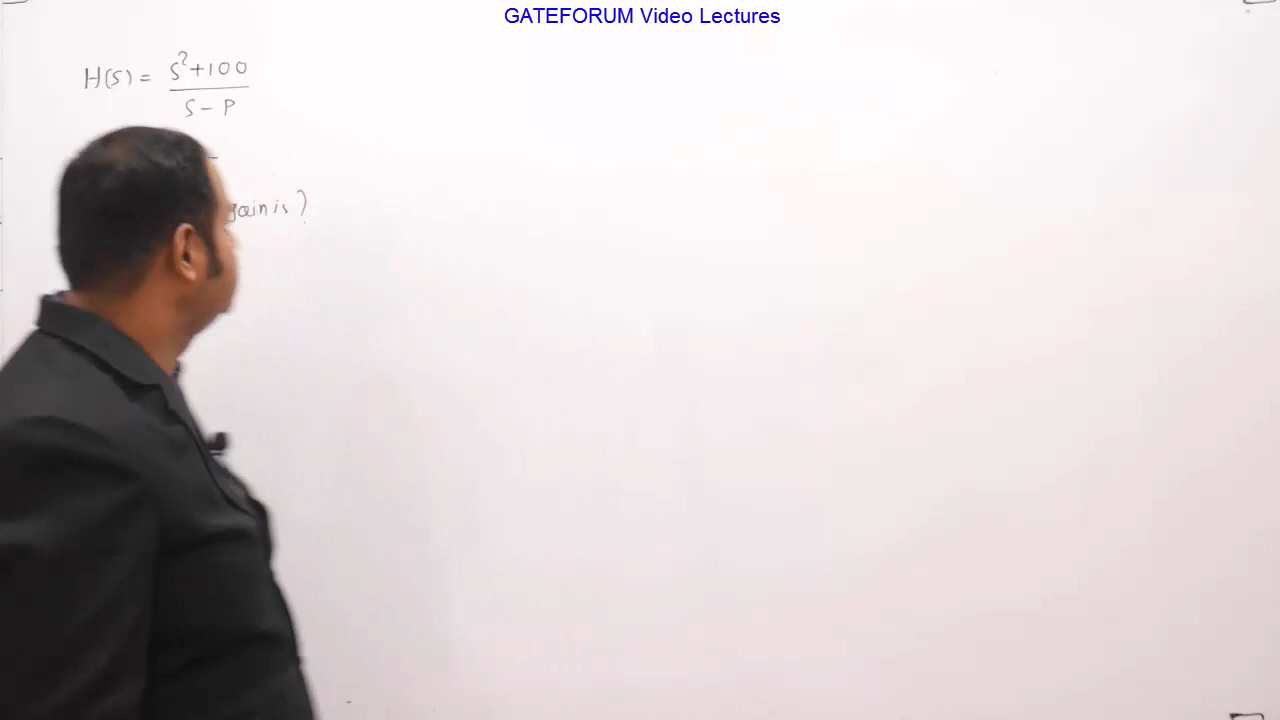 GATEFORUM Video Lectures
H(s) = s²+100 / s - p
gain is ?